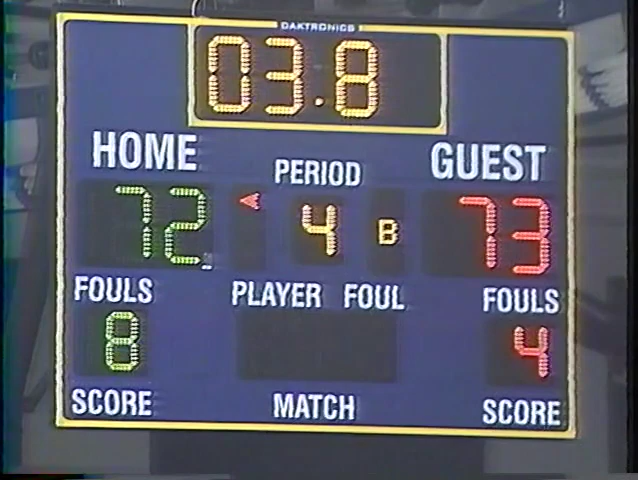 DAKTRONICS
03.8
HOME PERIOD GUEST
72 4 B 73
FOULS PLAYER FOUL FOULS
8 4
SCORE MATCH SCORE